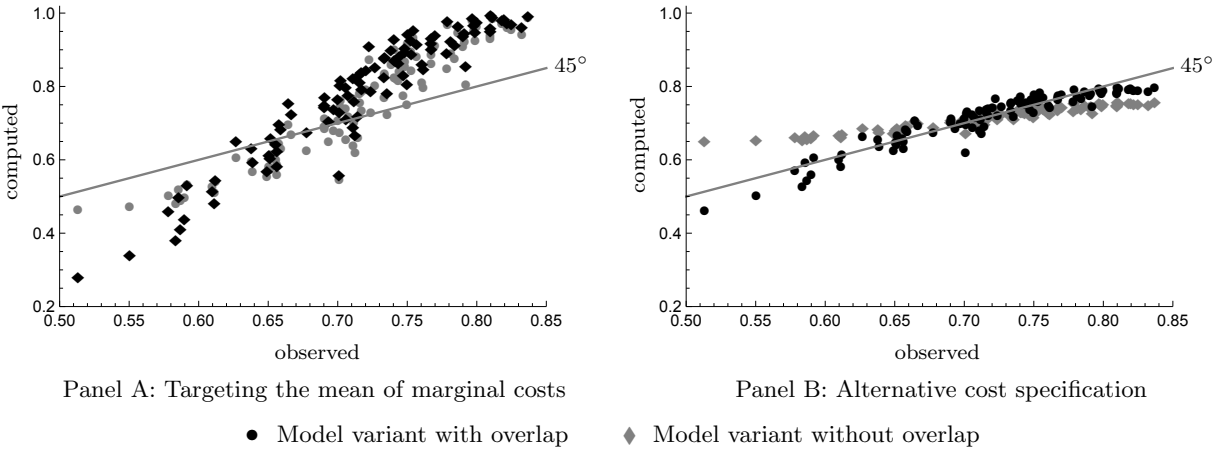 1.0
0.8
0.6
0.4
0.2
computed
0.50 0.55 0.60 0.65 0.70 0.75 0.80 0.85
observed
45°
Panel A: Targeting the mean of marginal costs
1.0
0.8
0.6
0.4
0.2
computed
0.50 0.55 0.60 0.65 0.70 0.75 0.80 0.85
observed
45°
Panel B: Alternative cost specification
Model variant with overlap
Model variant without overlap